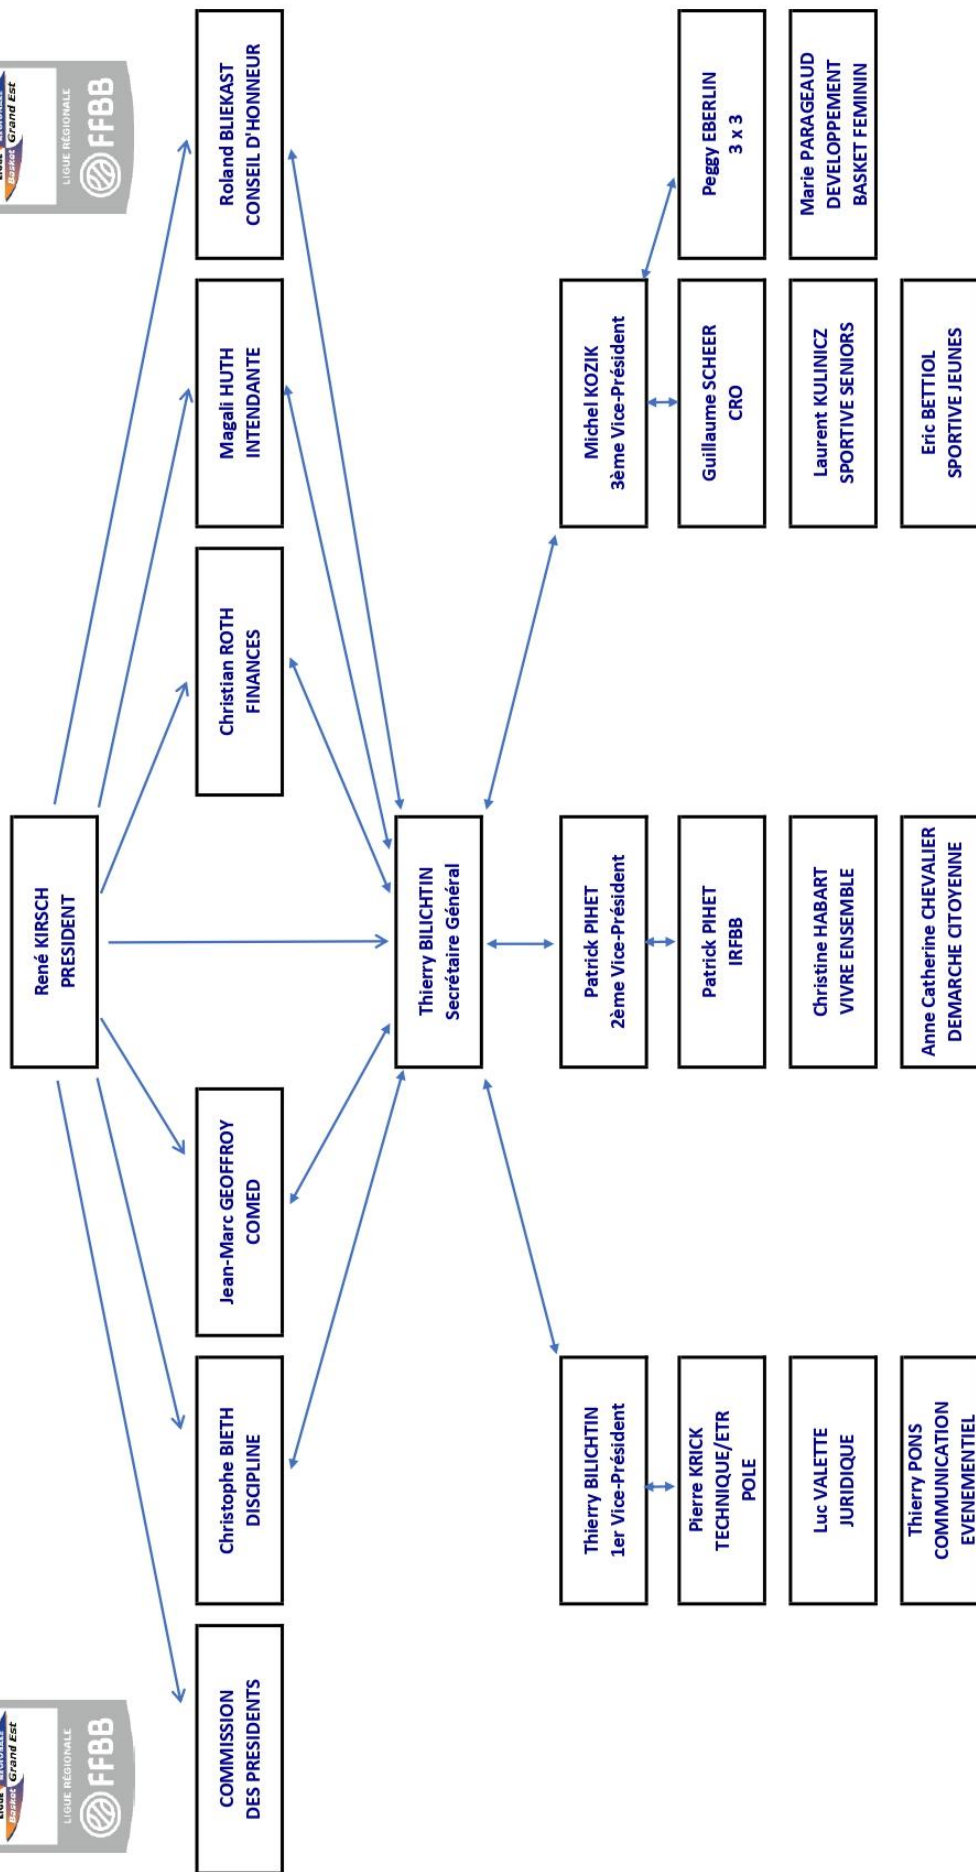 Basket Grand Est
LIGUE RÉGIONALE
FFBB
René KIRSCH
PRESIDENT
Basket Grand Est
LIGUE RÉGIONALE
FFBB
COMMISSION
DES PRESIDENTS
Christophe BIETH
DISCIPLINE
Jean-Marc GEOFFROY
COMED
Christian ROTH
FINANCES
Magali HUTH
INTENDANTE
Roland BLIEKAST
CONSEIL D'HONNEUR
Thierry BILICHTIN
Secrétaire Général
Thierry BILICHTIN
1er Vice-Président
Patrick PIHET
2ème Vice-Président
Michel KOZIK
3ème Vice-Président
Pierre KRICK
TECHNIQUE/ETR
POLE
Patrick PIHET
IRFBB
Guillaume SCHEER
CRO
Peggy EBERLIN
3 x 3
Luc VALETTE
JURIDIQUE
Christine HABART
VIVRE ENSEMBLE
Laurent KULINICZ
SPORTIVE SENIORS
Marie PARAGEAUD
DEVELOPPEMENT
BASKET FEMININ
Thierry PONS
COMMUNICATION
EVENEMENTIEL
Anne Catherine CHEVALIER
DEMARCHE CITOYENNE
Eric BETTIOL
SPORTIVE JEUNES